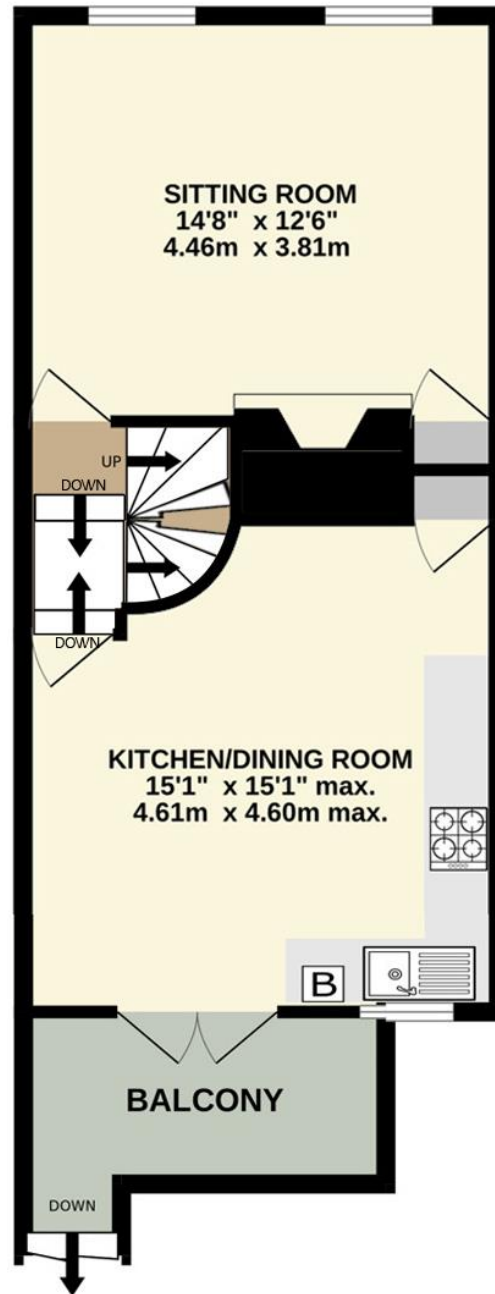 SITTING ROOM
14'8" x 12'6"
4.46m x 3.81m
UP
DOWN
DOWN
KITCHEN/DINING ROOM
15'1" x 15'1" max.
4.61m x 4.60m max.
B
BALCONY
DOWN